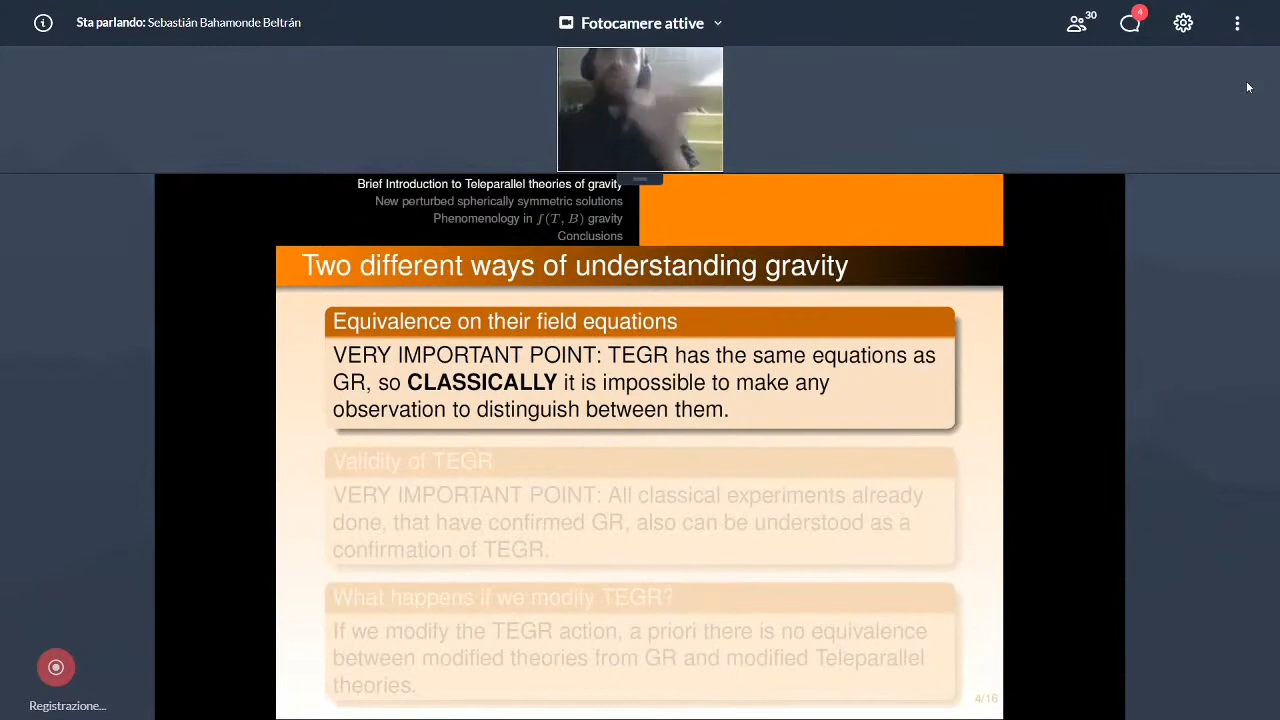 Sta parlando: Sebastián Bahamonde Beltrán
Fotocamere attive
30
4
Brief Introduction to Teleparallel theories of gravity
New perturbed spherically symmetric solutions
Phenomenology in f(T, B) gravity
Conclusions
Two different ways of understanding gravity
Equivalence on their field equations
VERY IMPORTANT POINT: TEGR has the same equations as
GR, so CLASSICALLY it is impossible to make any
observation to distinguish between them.
Validity of TEGR
VERY IMPORTANT POINT: All classical experiments already
done, that have confirmed GR, also can be understood as a
confirmation of TEGR.
What happens if we modify TEGR?
If we modify the TEGR action, a priori there is no equivalence
between modified theories from GR and modified Teleparallel
theories.
4/16
Registrazione...